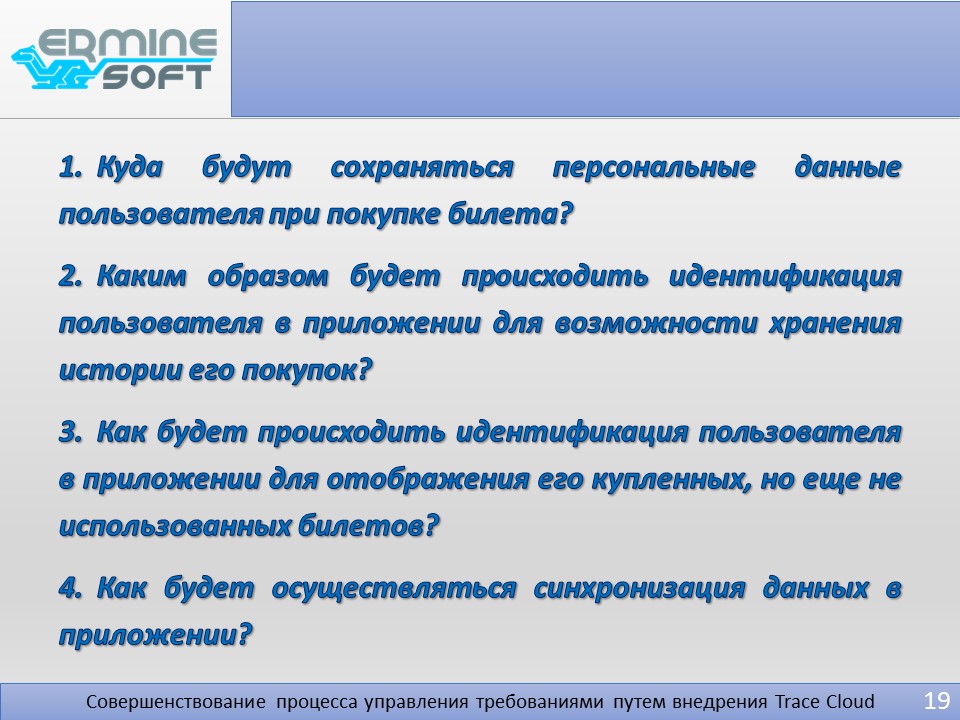 ERMINE
SOFT
1. Куда будут сохраняться персональные данные
пользователя при покупке билета?
2. Каким образом будет происходить идентификация
пользователя в приложении для возможности хранения
истории его покупок?
3. Как будет происходить идентификация пользователя
в приложении для отображения его купленных, но еще не
использованных билетов?
4. Как будет осуществляться синхронизация данных в
приложении?
Совершенствование процесса управления требованиями путем внедрения Trace Cloud
19